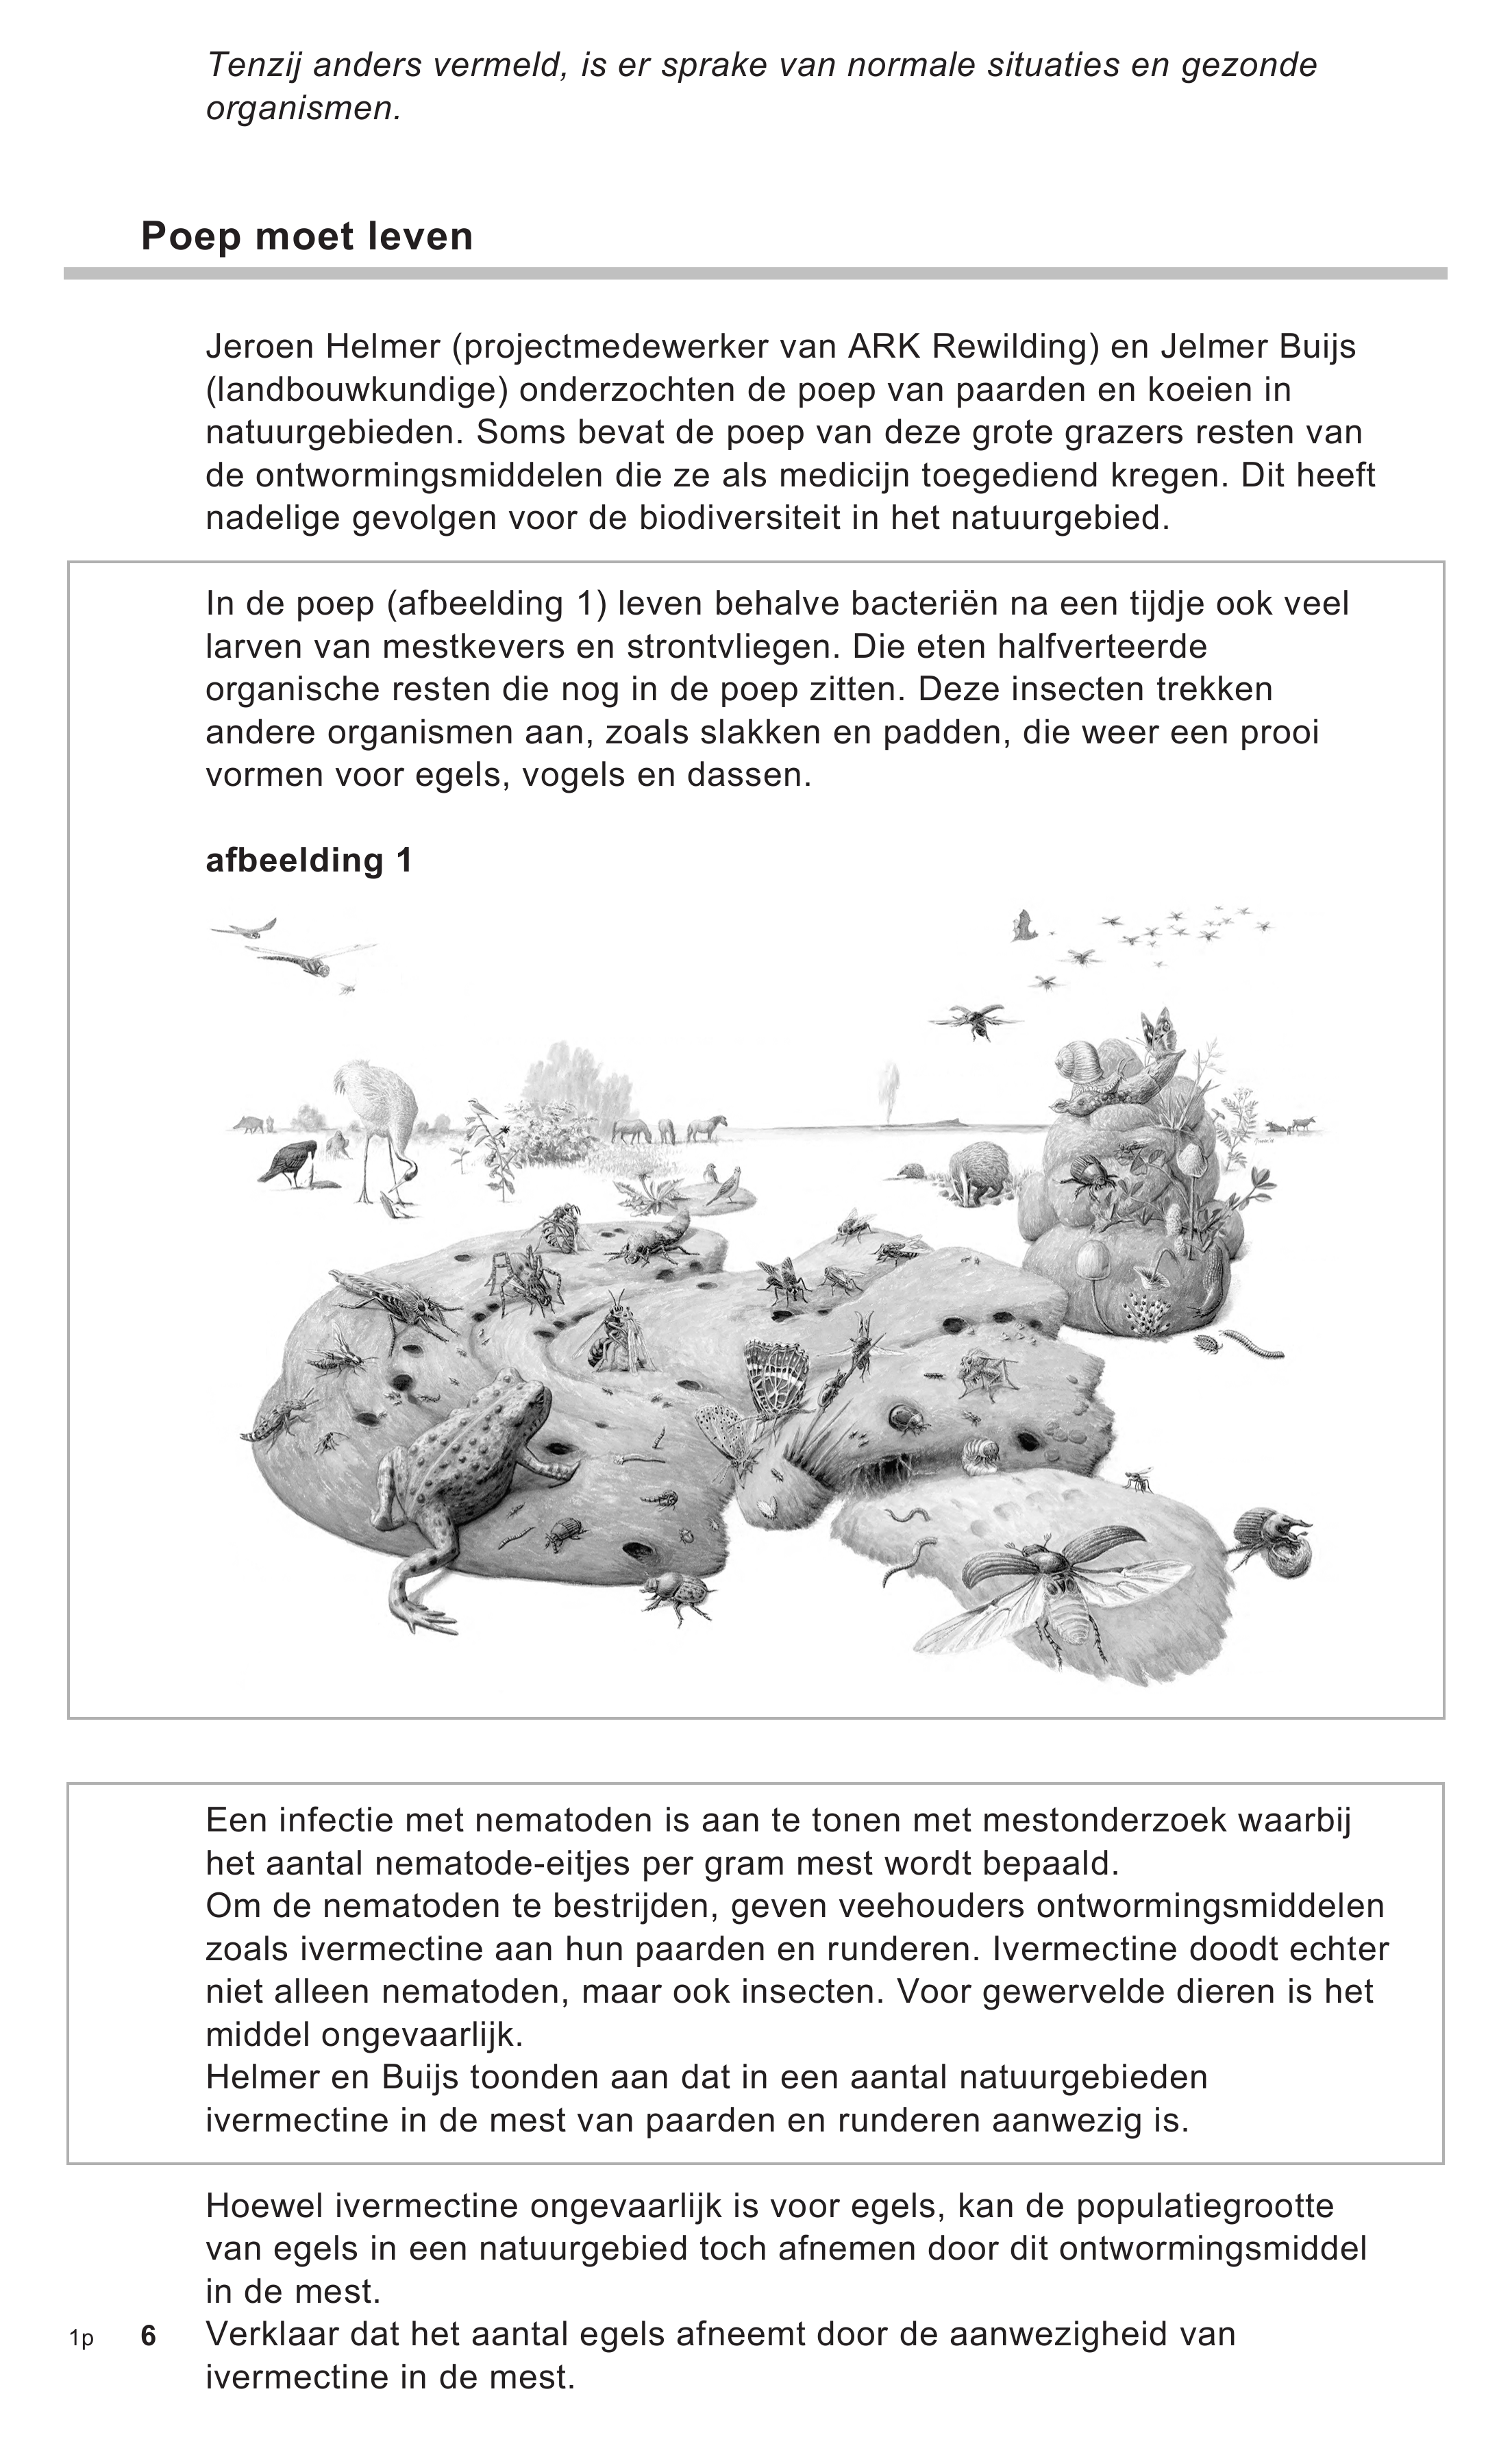 Tenzij anders vermeld, is er sprake van normale situaties en gezonde
organismen.
Poep moet leven
Jeroen Helmer (projectmedewerker van ARK Rewilding) en Jelmer Buijs
(landbouwkundige) onderzochten de poep van paarden en koeien in
natuurgebieden. Soms bevat de poep van deze grote grazers resten van
de ontwormingsmiddelen die ze als medicijn toegediend kregen. Dit heeft
nadelige gevolgen voor de biodiversiteit in het natuurgebied.
In de poep (afbeelding 1) leven behalve bacteriën na een tijdje ook veel
larven van mestkevers en strontvliegen. Die eten halfverteerde
organische resten die nog in de poep zitten. Deze insecten trekken
andere organismen aan, zoals slakken en padden, die weer een prooi
vormen voor egels, vogels en dassen.
afbeelding 1
Een infectie met nematoden is aan te tonen met mestonderzoek waarbij
het aantal nematode-eitjes per gram mest wordt bepaald.
Om de nematoden te bestrijden, geven veehouders ontwormingsmiddelen
zoals ivermectine aan hun paarden en runderen. Ivermectine doodt echter
niet alleen nematoden, maar ook insecten. Voor gewervelde dieren is het
middel ongevaarlijk.
Helmer en Buijs toonden aan dat in een aantal natuurgebieden
ivermectine in de mest van paarden en runderen aanwezig is.
Hoewel ivermectine ongevaarlijk is voor egels, kan de populatiegrootte
van egels in een natuurgebied toch afnemen door dit ontwormingsmiddel
in de mest.
1p 6 Verklaar dat het aantal egels afneemt door de aanwezigheid van
ivermectine in de mest.